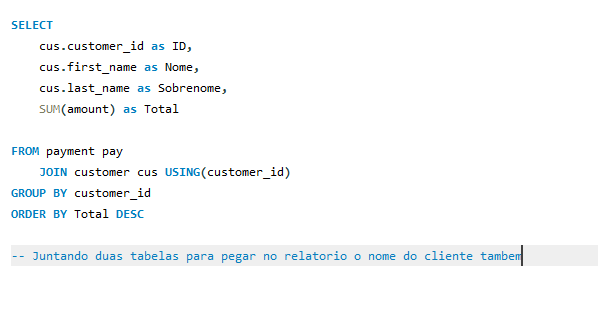 SELECT
cus.customer_id as ID,
cus.first_name as Nome,
cus.last_name as Sobrenome,
SUM(amount) as Total
FROM payment pay
JOIN customer cus USING(customer_id)
GROUP BY customer_id
ORDER BY Total DESC
-- Juntando duas tabelas para pegar no relatorio o nome do cliente tambem